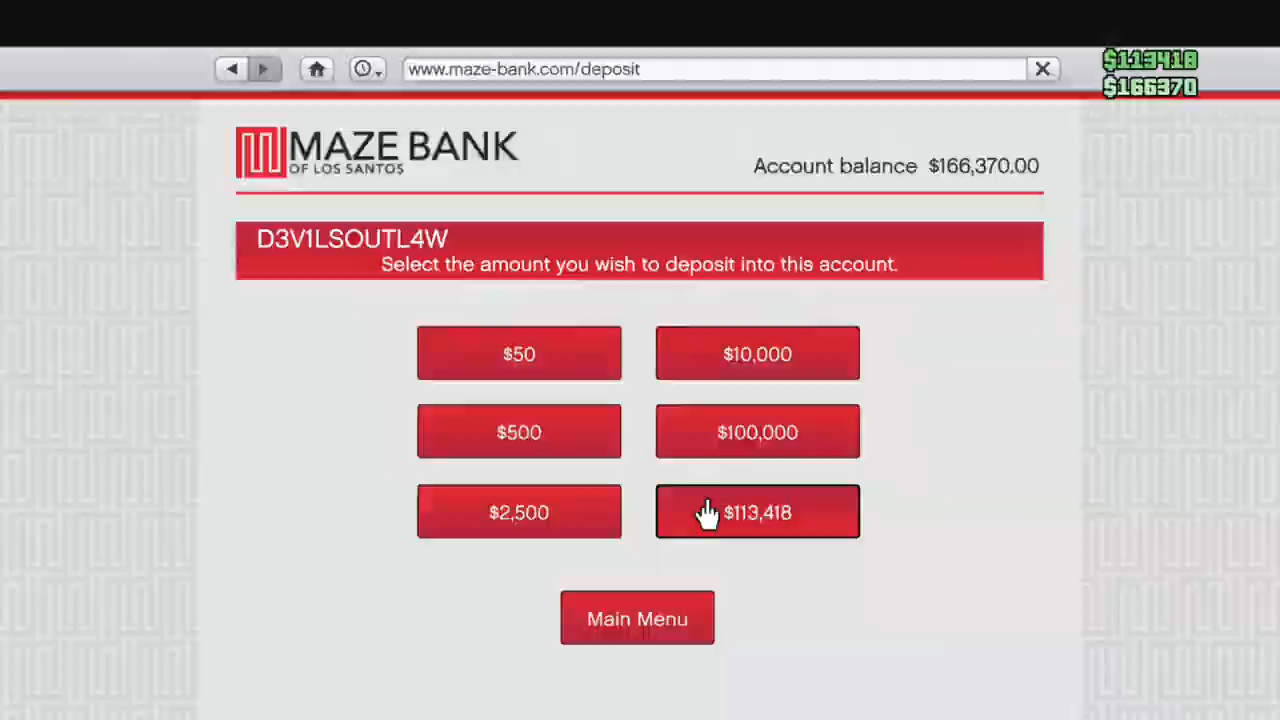 www.maze-bank.com/deposit
$113418
$166370
MAZE BANK
OF LOS SANTOS
Account balance $166,370.00
D3V1LSOUTL4W
Select the amount you wish to deposit into this account.
$50
$10,000
$500
$100,000
$2,500
$113,418
Main Menu